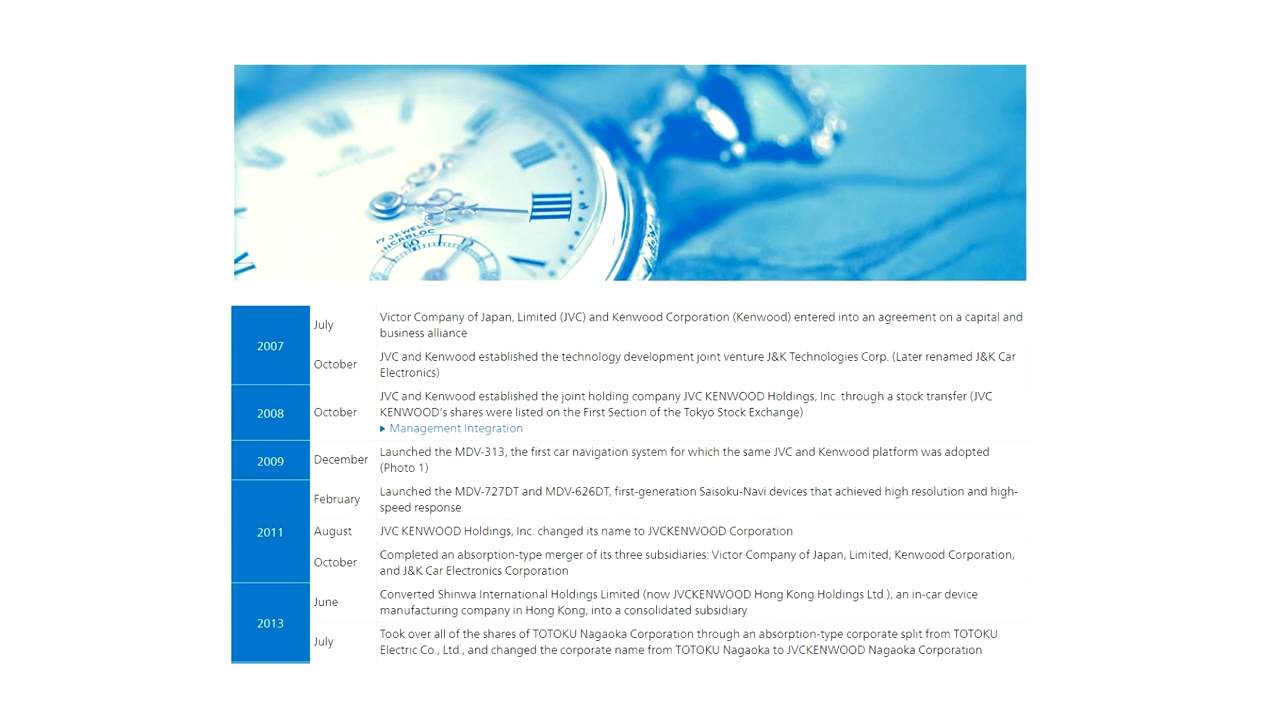 17 JEWELS
INCABLOC
60
III
2007
July
Victor Company of Japan, Limited (JVC) and Kenwood Corporation (Kenwood) entered into an agreement on a capital and
business alliance
October
JVC and Kenwood established the technology development joint venture J&K Technologies Corp. (Later renamed J&K Car
Electronics)
2008
October
JVC and Kenwood established the joint holding company JVC KENWOOD Holdings, Inc. through a stock transfer (JVC
KENWOOD's shares were listed on the First Section of the Tokyo Stock Exchange)
Management Integration
2009
December
Launched the MDV-313, the first car navigation system for which the same JVC and Kenwood platform was adopted
(Photo 1)
2011
February
Launched the MDV-727DT and MDV-626DT, first-generation Saisoku-Navi devices that achieved high resolution and high-
speed response
August
JVC KENWOOD Holdings, Inc. changed its name to JVCKENWOOD Corporation
October
Completed an absorption-type merger of its three subsidiaries: Victor Company of Japan, Limited, Kenwood Corporation,
and J&K Car Electronics Corporation
2013
June
Converted Shinwa International Holdings Limited (now JVCKENWOOD Hong Kong Holdings Ltd.), an in-car device
manufacturing company in Hong Kong, into a consolidated subsidiary
July
Took over all of the shares of TOTOKU Nagaoka Corporation through an absorption-type corporate split from TOTOKU
Electric Co., Ltd., and changed the corporate name from TOTOKU Nagaoka to JVCKENWOOD Nagaoka Corporation